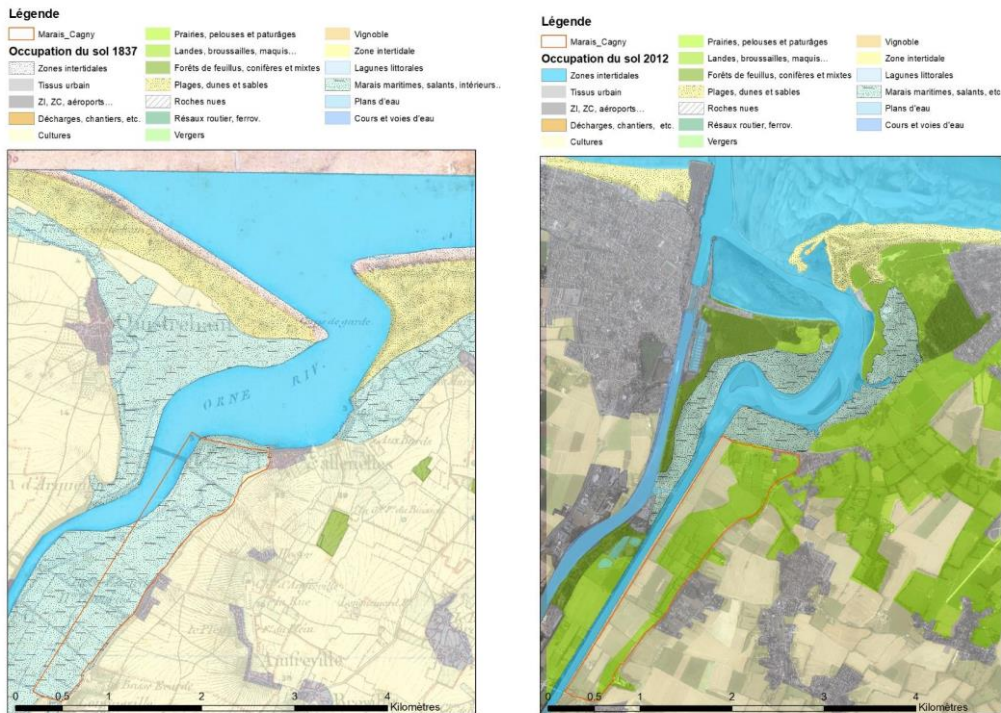 Légende
Marais_Cagny
Occupation du sol 1837
Zones intertidales
Tissus urbain
ZI, ZC, aéroports...
Décharges, chantiers, etc.
Cultures
Prairies, pelouses et paturâges
Landes, broussailles, maquis...
Forêts de feuillus, conifères et mixtes
Plages, dunes et sables
Roches nues
Résaux routier, ferrov.
Vergers
Vignoble
Zone intertidale
Lagunes littorales
Marais maritimes, salants, intérieurs..
Plans d'eau
Cours et voies d'eau
ORNE RIV.
Amfreville
0 0.5 1 2 3 4
Kilomètres
Légende
Marais_Cagny
Occupation du sol 2012
Zones intertidales
Tissus urbain
ZI, ZC, aéroports...
Décharges, chantiers, etc.
Cultures
Prairies, pelouses et paturâges
Landes, broussailles, maquis...
Forêts de feuillus, conifères et mixtes
Plages, dunes et sables
Roches nues
Résaux routier, ferrov.
Vergers
Vignoble
Zone intertidale
Lagunes littorales
Marais maritimes, salants, etc
Plans d'eau
Cours et voies d'eau
0 0.5 1 2 3 4
Kilomètres